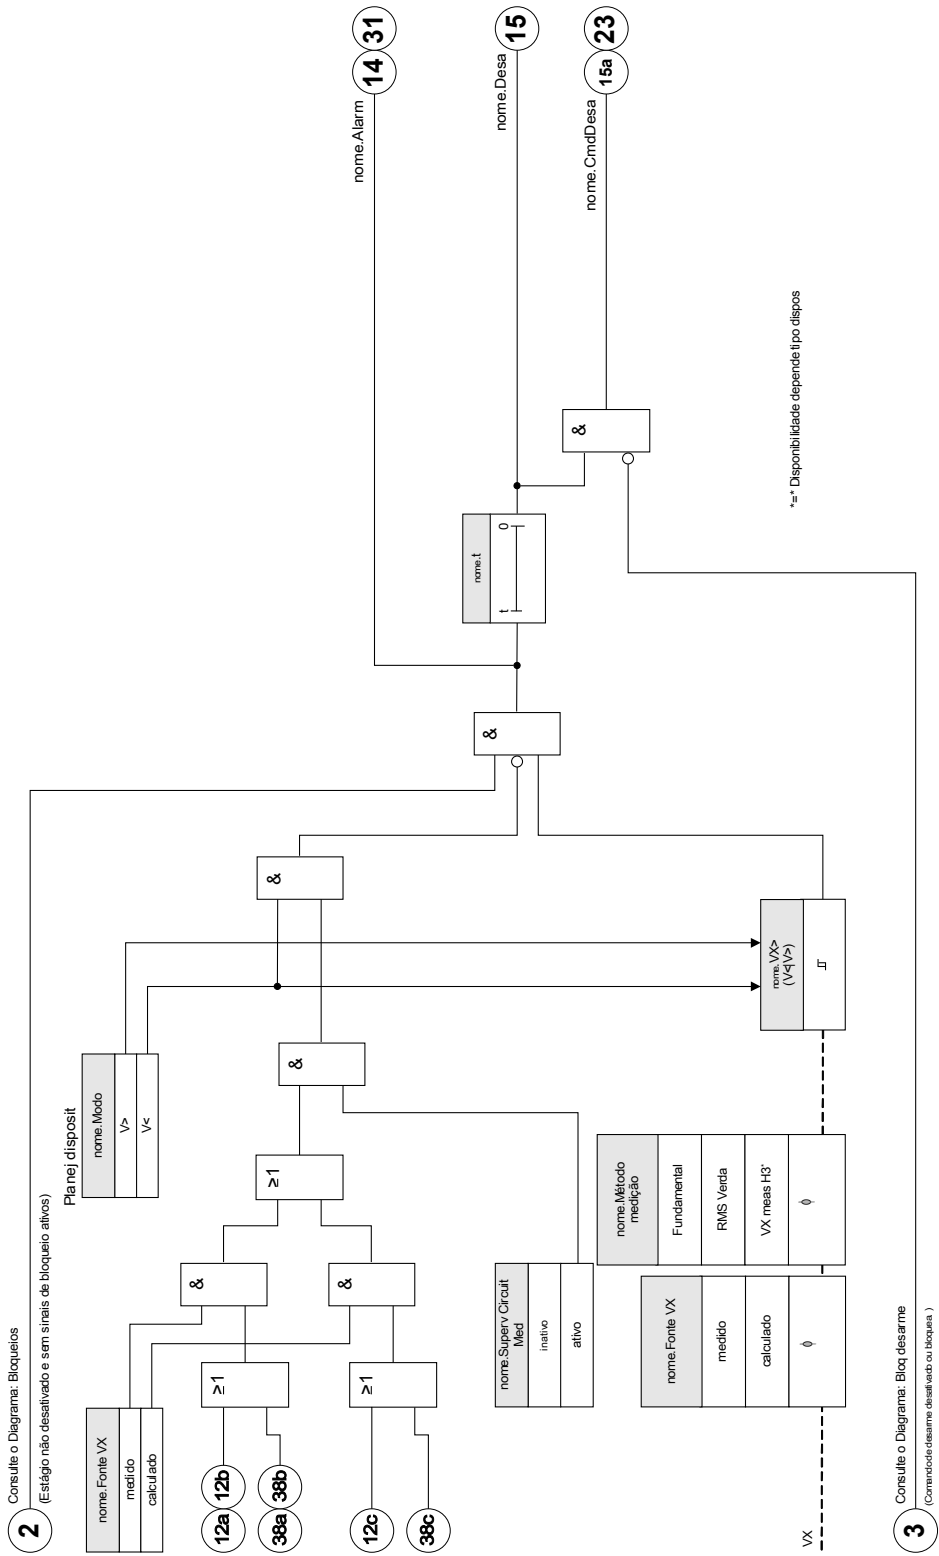 2
Consulte o Diagrama: Bloqueios
(Estágio não desativado e sem sinais de bloqueio ativos)
nome.Fonte VX
medido
calculado
12a
12b
38a
38b
12c
38c
≥1
≥1
&
&
≥1
&
&
Planej disposit
nome.Modo
V>
V<
nome.Superv Circuit
Med
inativo
ativo
VX
nome.Fonte VX
medido
calculado
ϕ
nome.Método
medição
Fundamental
RMS Verda
VX meas H3*
ϕ
nome.VX>
(V<|V>)
&
nome.t
t
0
&
nome.Alarm
14
31
nome.Desa
15
nome.CmdDesa
15a
23
*=* Disponibilidade depende tipo dispos
3
Consulte o Diagrama: Bloq desarme
(Comando de desarme desativado ou bloquea. )